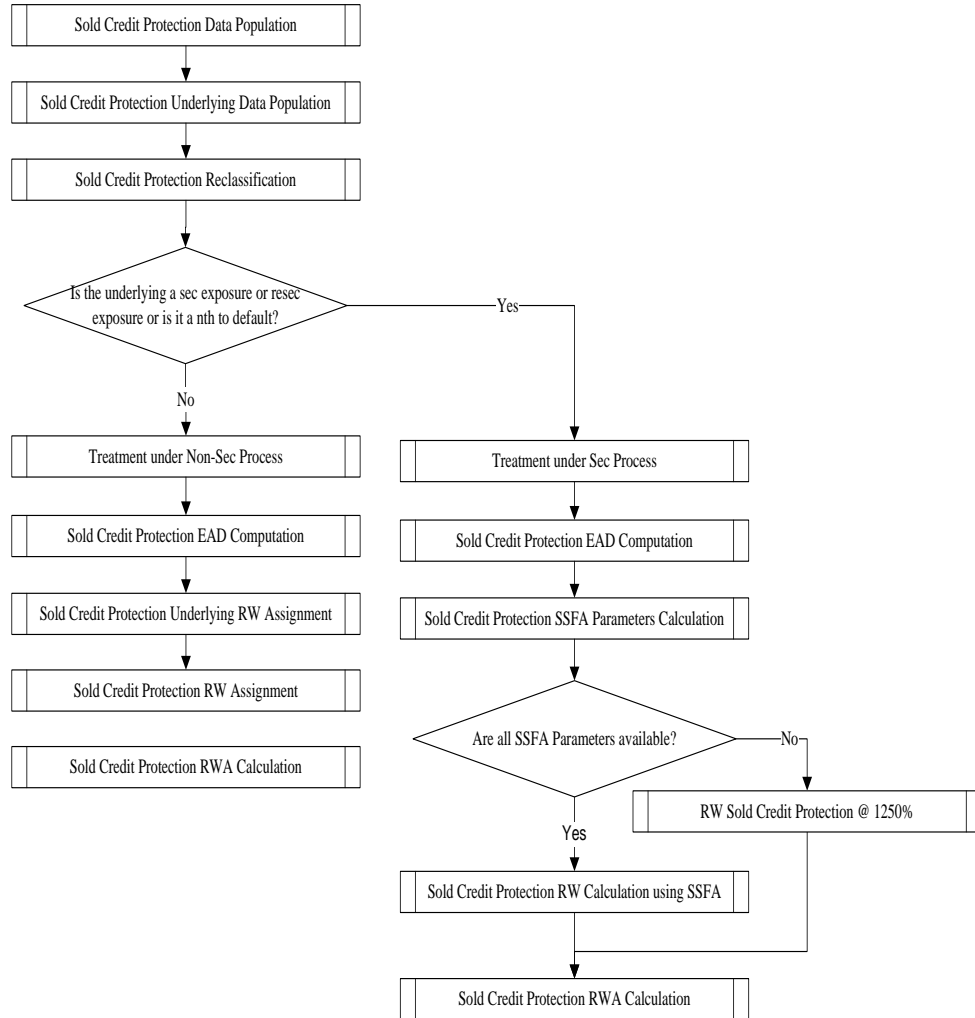 Sold Credit Protection Data Population
Sold Credit Protection Underlying Data Population
Sold Credit Protection Reclassification
Is the underlying a sec exposure or resec
exposure or is it a nth to default?
Yes
No
Treatment under Non-Sec Process
Sold Credit Protection EAD Computation
Sold Credit Protection Underlying RW Assignment
Sold Credit Protection RW Assignment
Sold Credit Protection RWA Calculation
Treatment under Sec Process
Sold Credit Protection EAD Computation
Sold Credit Protection SSFA Parameters Calculation
Are all SSFA Parameters available?
No
RW Sold Credit Protection @ 1250%
Yes
Sold Credit Protection RW Calculation using SSFA
Sold Credit Protection RWA Calculation